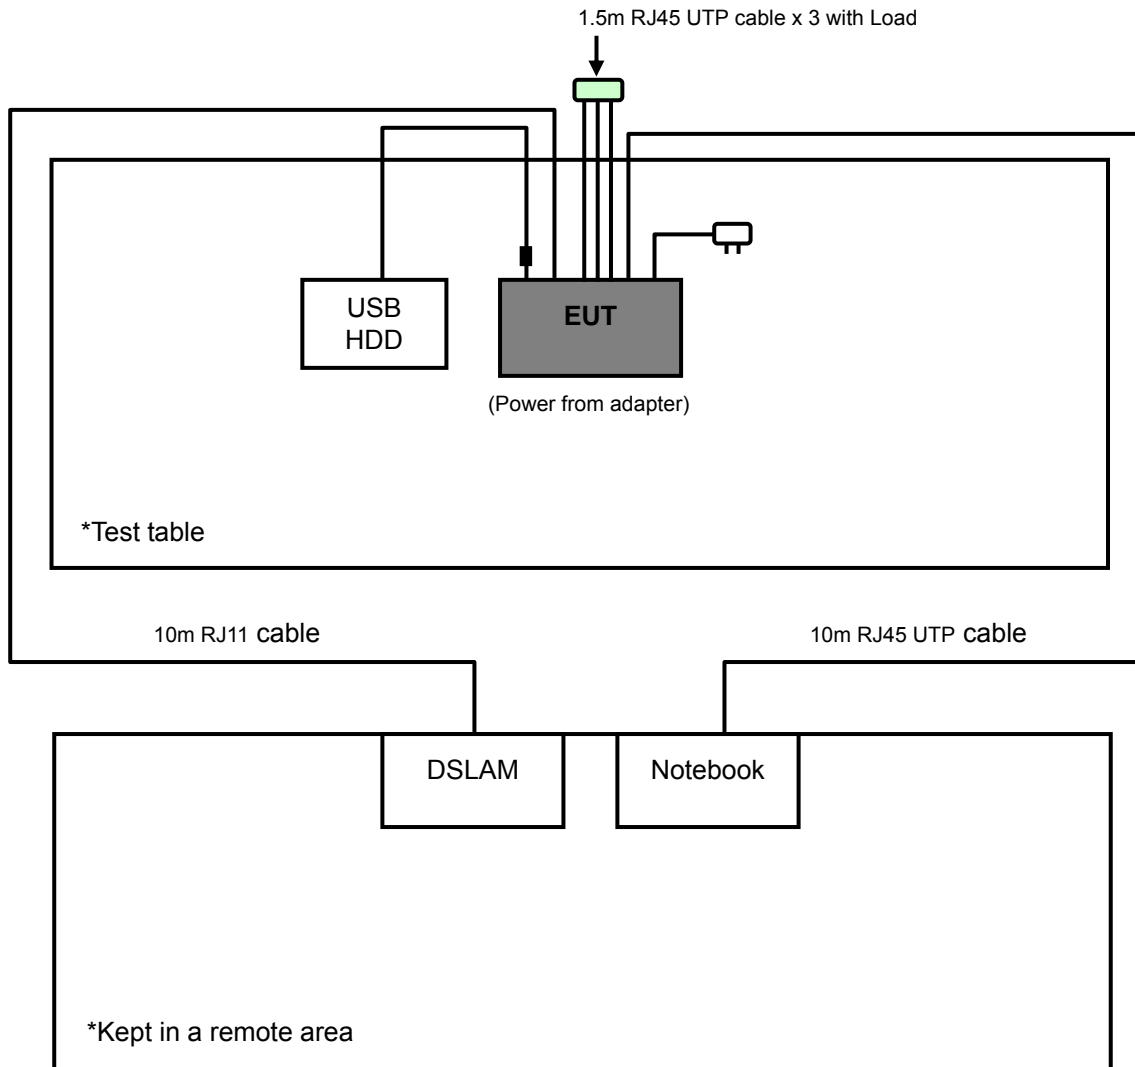 1.5m RJ45 UTP cable x 3 with Load
USB
HDD
EUT
(Power from adapter)
*Test table
10m RJ11 cable
10m RJ45 UTP cable
DSLAM
Notebook
*Kept in a remote area